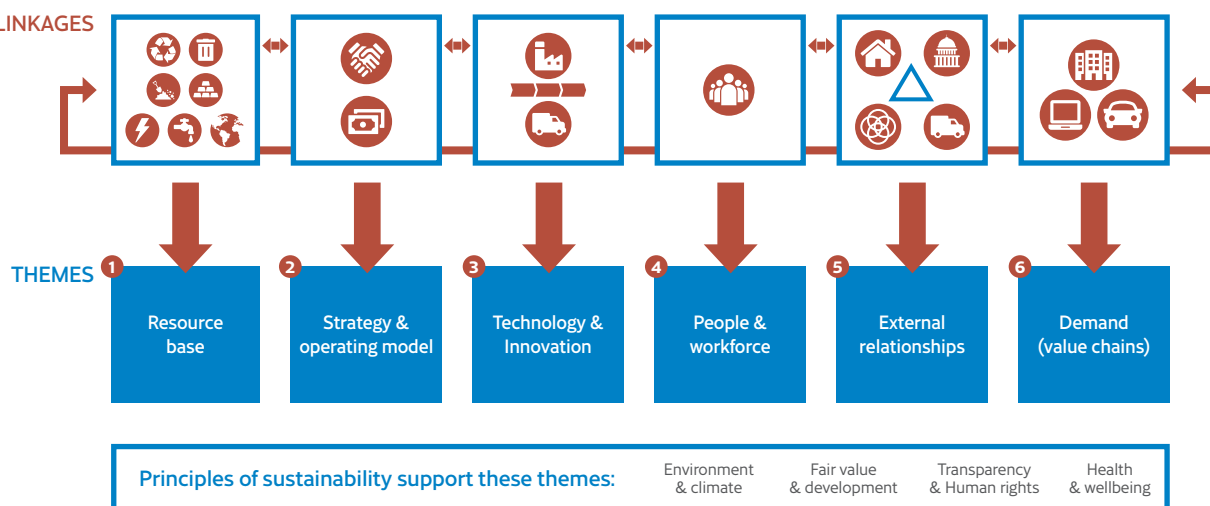 LINKAGES
THEMES
1
Resource
base
2
Strategy &
operating model
3
Technology &
Innovation
4
People &
workforce
5
External
relationships
6
Demand
(value chains)
Principles of sustainability support these themes:
Environment
& climate
Fair value
& development
Transparency
& Human rights
Health
& wellbeing